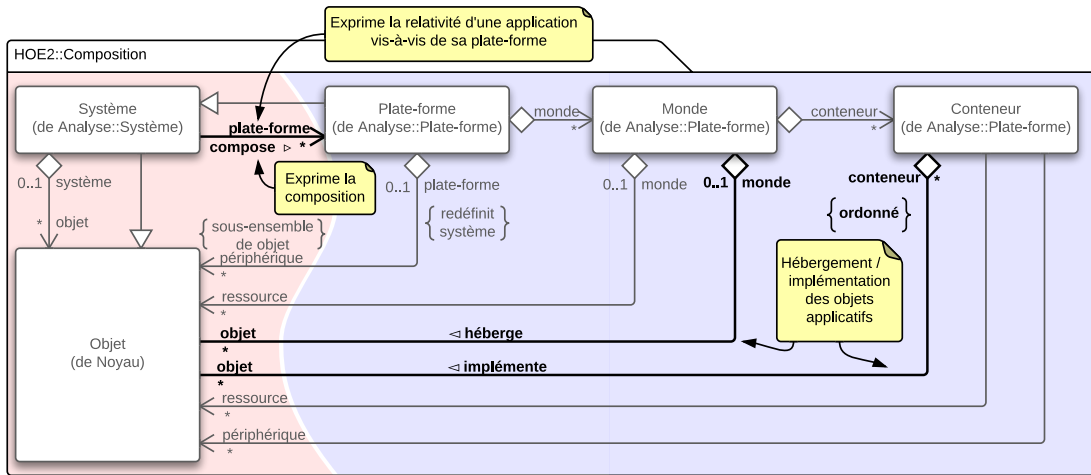 Exprime la relativité d'une application
vis-à-vis de sa plate-forme
HOE2::Composition
Système
(de Analyse::Système)
Plate-forme
(de Analyse::Plate-forme)
Monde
(de Analyse::Plate-forme)
Conteneur
(de Analyse::Plate-forme)
plate-forme
compose ▹ *
monde
*
conteneur
*
0..1
système
Exprime la
composition
0..1
plate-forme
0..1
monde
0..1
monde
conteneur
*
* objet
{ sous-ensemble
de objet }
{ redéfinit
système }
{ ordonné }
périphérique
*
Hébergement /
implémentation
des objets
applicatifs
ressource
*
objet
◅ héberge
*
Objet
(de Noyau)
objet
◅ implémente
*
ressource
*
périphérique
*